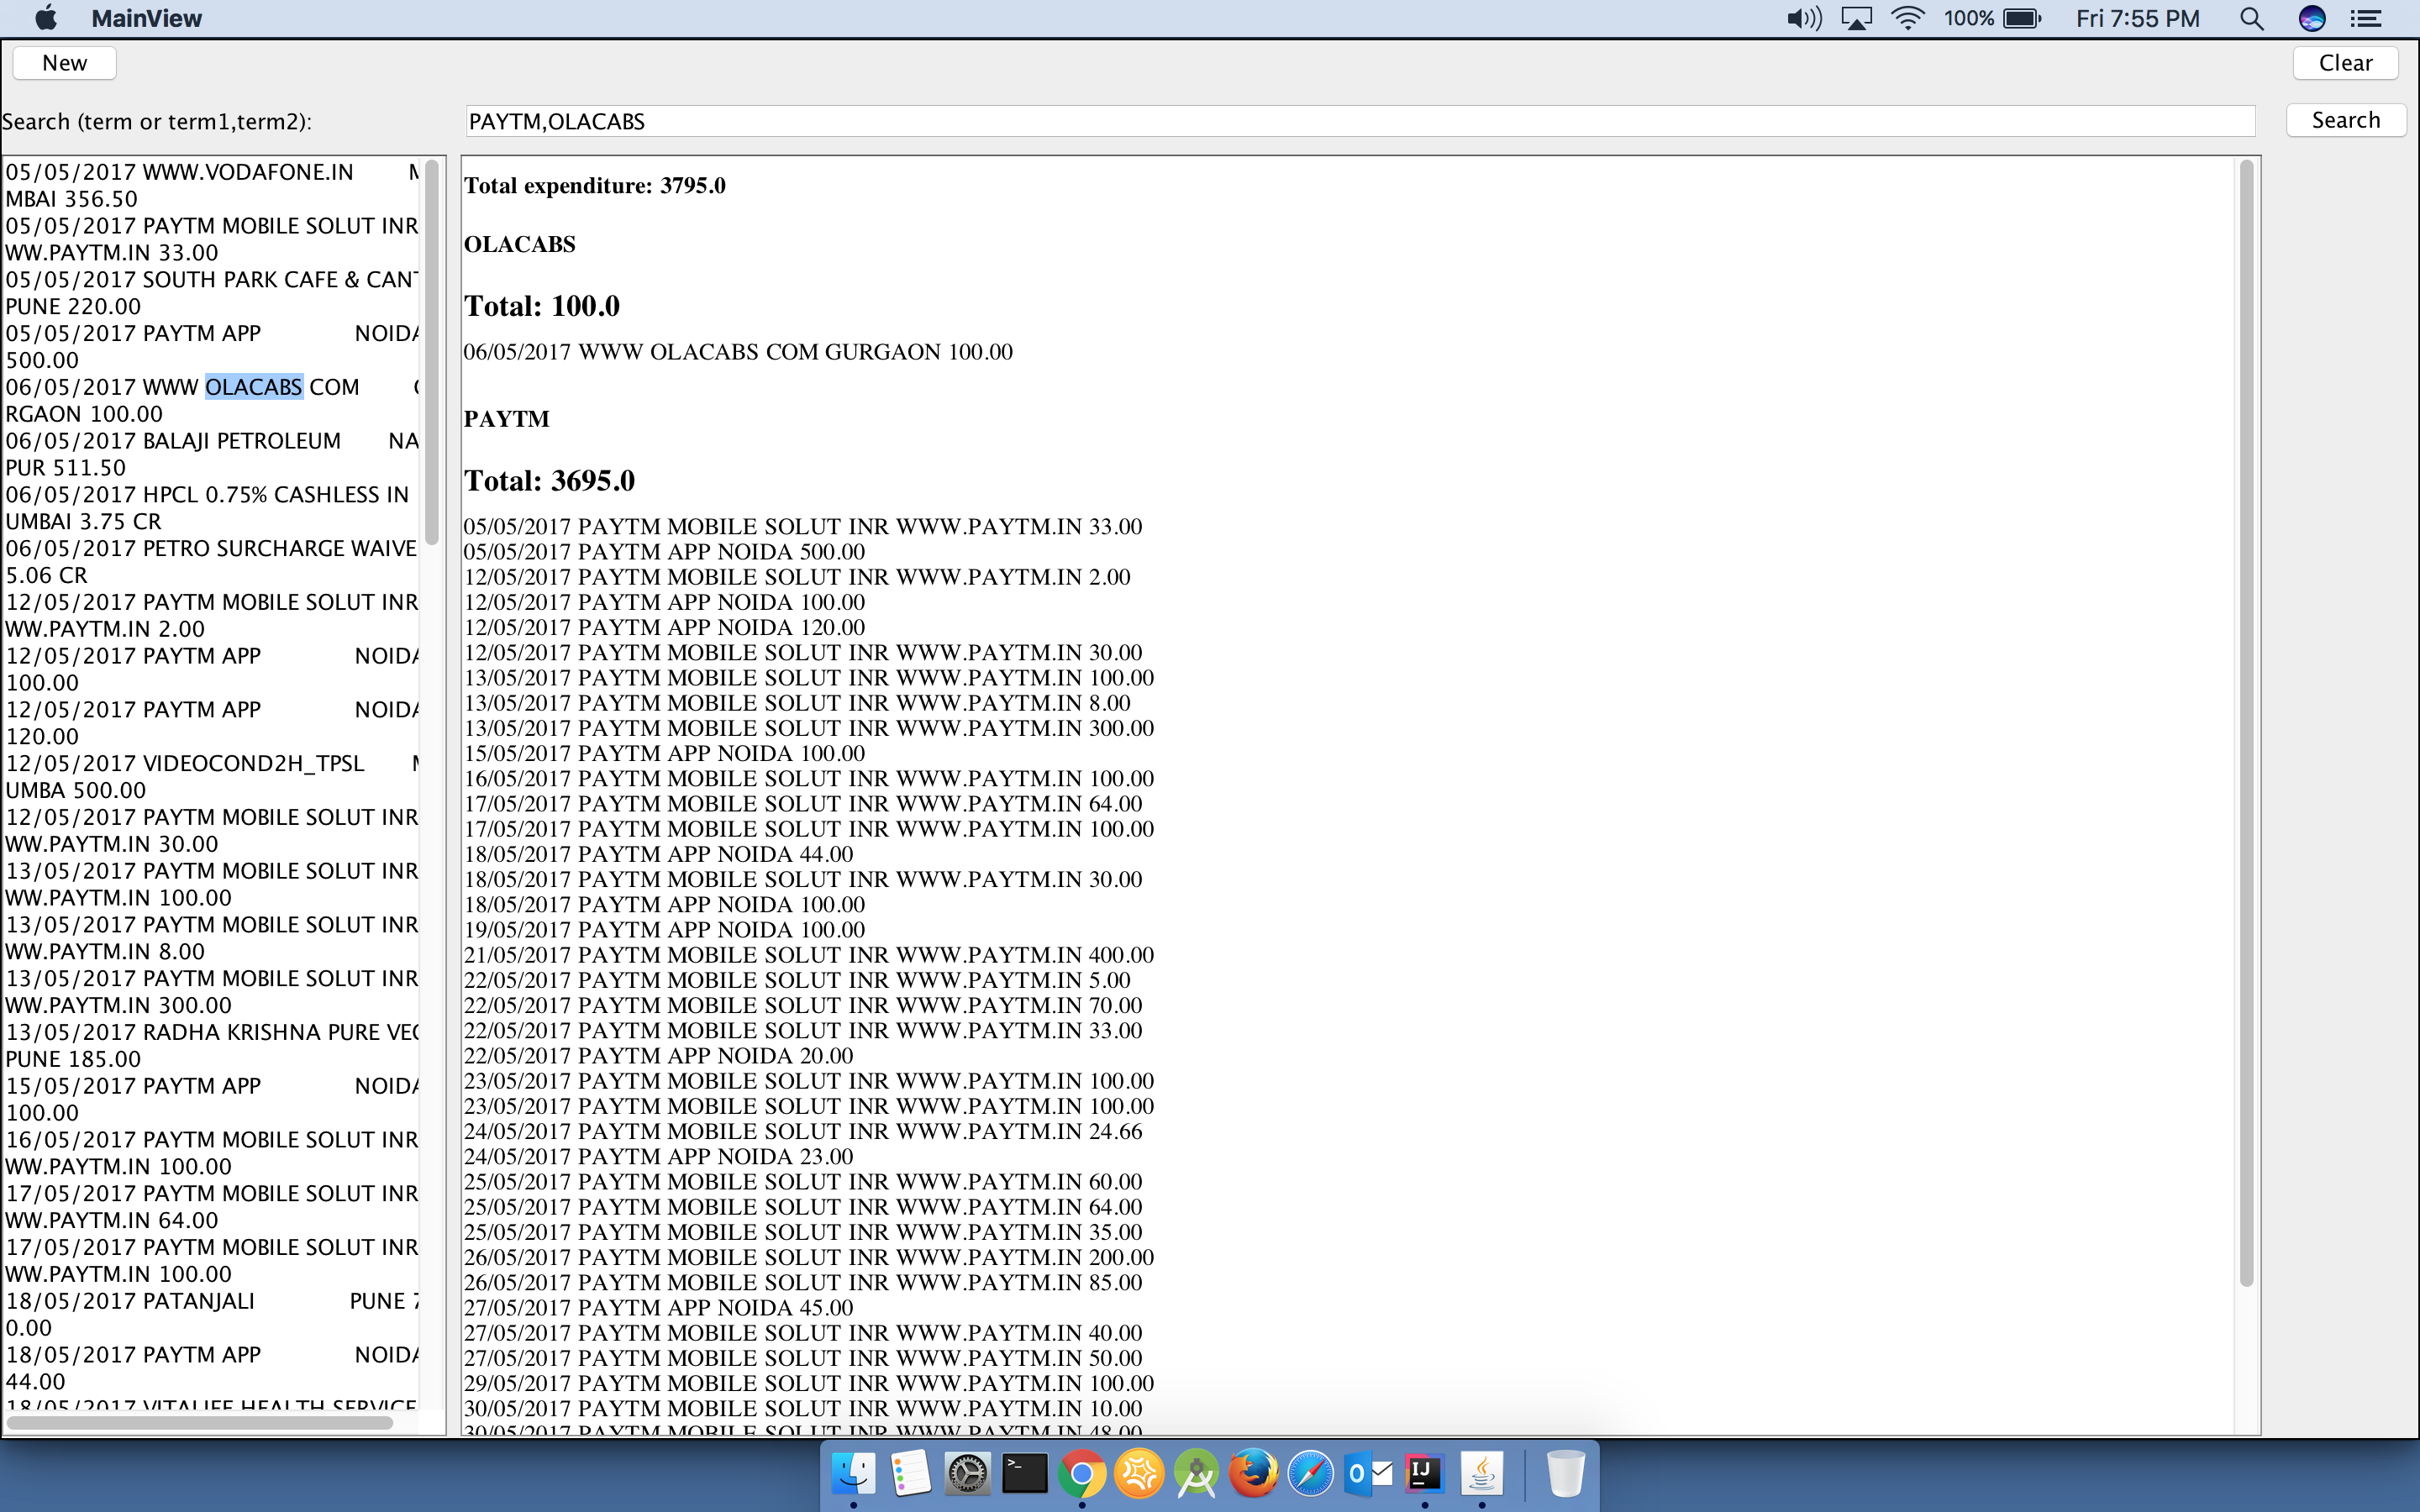 MainView
100%
Fri 7:55 PM
New
Clear
Search (term or term1,term2):
PAYTM,OLACABS
Search
05/05/2017 WWW.VODAFONE.IN
MBAI 356.50
05/05/2017 PAYTM MOBILE SOLUT INR
WW.PAYTM.IN 33.00
05/05/2017 SOUTH PARK CAFE & CANT
PUNE 220.00
05/05/2017 PAYTM APP NOIDA
500.00
06/05/2017 WWW OLACABS COM
RGAON 100.00
06/05/2017 BALAJI PETROLEUM NA
PUR 511.50
06/05/2017 HPCL 0.75% CASHLESS IN
UMBAI 3.75 CR
06/05/2017 PETRO SURCHARGE WAIVE
5.06 CR
12/05/2017 PAYTM MOBILE SOLUT INR
WW.PAYTM.IN 2.00
12/05/2017 PAYTM APP NOIDA
100.00
12/05/2017 PAYTM APP NOIDA
120.00
12/05/2017 VIDEOCOND2H_TPSL
UMBA 500.00
12/05/2017 PAYTM MOBILE SOLUT INR
WW.PAYTM.IN 30.00
13/05/2017 PAYTM MOBILE SOLUT INR
WW.PAYTM.IN 100.00
13/05/2017 PAYTM MOBILE SOLUT INR
WW.PAYTM.IN 8.00
13/05/2017 PAYTM MOBILE SOLUT INR
WW.PAYTM.IN 300.00
13/05/2017 RADHA KRISHNA PURE VEG
PUNE 185.00
15/05/2017 PAYTM APP NOIDA
100.00
16/05/2017 PAYTM MOBILE SOLUT INR
WW.PAYTM.IN 100.00
17/05/2017 PAYTM MOBILE SOLUT INR
WW.PAYTM.IN 64.00
17/05/2017 PAYTM MOBILE SOLUT INR
WW.PAYTM.IN 100.00
18/05/2017 PATANJALI PUNE 7
0.00
18/05/2017 PAYTM APP NOIDA
44.00
18/05/2017 VITALIFE HEALTH SERVICE
Total expenditure: 3795.0
OLACABS
Total: 100.0
06/05/2017 WWW OLACABS COM GURGAON 100.00
PAYTM
Total: 3695.0
05/05/2017 PAYTM MOBILE SOLUT INR WWW.PAYTM.IN 33.00
05/05/2017 PAYTM APP NOIDA 500.00
12/05/2017 PAYTM MOBILE SOLUT INR WWW.PAYTM.IN 2.00
12/05/2017 PAYTM APP NOIDA 100.00
12/05/2017 PAYTM APP NOIDA 120.00
12/05/2017 PAYTM MOBILE SOLUT INR WWW.PAYTM.IN 30.00
13/05/2017 PAYTM MOBILE SOLUT INR WWW.PAYTM.IN 100.00
13/05/2017 PAYTM MOBILE SOLUT INR WWW.PAYTM.IN 8.00
13/05/2017 PAYTM MOBILE SOLUT INR WWW.PAYTM.IN 300.00
15/05/2017 PAYTM APP NOIDA 100.00
16/05/2017 PAYTM MOBILE SOLUT INR WWW.PAYTM.IN 100.00
17/05/2017 PAYTM MOBILE SOLUT INR WWW.PAYTM.IN 64.00
17/05/2017 PAYTM MOBILE SOLUT INR WWW.PAYTM.IN 100.00
18/05/2017 PAYTM APP NOIDA 44.00
18/05/2017 PAYTM MOBILE SOLUT INR WWW.PAYTM.IN 30.00
18/05/2017 PAYTM APP NOIDA 100.00
19/05/2017 PAYTM APP NOIDA 100.00
21/05/2017 PAYTM MOBILE SOLUT INR WWW.PAYTM.IN 400.00
22/05/2017 PAYTM MOBILE SOLUT INR WWW.PAYTM.IN 5.00
22/05/2017 PAYTM MOBILE SOLUT INR WWW.PAYTM.IN 70.00
22/05/2017 PAYTM MOBILE SOLUT INR WWW.PAYTM.IN 33.00
22/05/2017 PAYTM APP NOIDA 20.00
23/05/2017 PAYTM MOBILE SOLUT INR WWW.PAYTM.IN 100.00
23/05/2017 PAYTM MOBILE SOLUT INR WWW.PAYTM.IN 100.00
24/05/2017 PAYTM MOBILE SOLUT INR WWW.PAYTM.IN 24.66
24/05/2017 PAYTM APP NOIDA 23.00
25/05/2017 PAYTM MOBILE SOLUT INR WWW.PAYTM.IN 60.00
25/05/2017 PAYTM MOBILE SOLUT INR WWW.PAYTM.IN 64.00
25/05/2017 PAYTM MOBILE SOLUT INR WWW.PAYTM.IN 35.00
26/05/2017 PAYTM MOBILE SOLUT INR WWW.PAYTM.IN 200.00
26/05/2017 PAYTM MOBILE SOLUT INR WWW.PAYTM.IN 85.00
27/05/2017 PAYTM APP NOIDA 45.00
27/05/2017 PAYTM MOBILE SOLUT INR WWW.PAYTM.IN 40.00
27/05/2017 PAYTM MOBILE SOLUT INR WWW.PAYTM.IN 50.00
29/05/2017 PAYTM MOBILE SOLUT INR WWW.PAYTM.IN 100.00
30/05/2017 PAYTM MOBILE SOLUT INR WWW.PAYTM.IN 10.00
30/05/2017 PAYTM MOBILE SOLUT INR WWW.PAYTM.IN 48.00
IJ